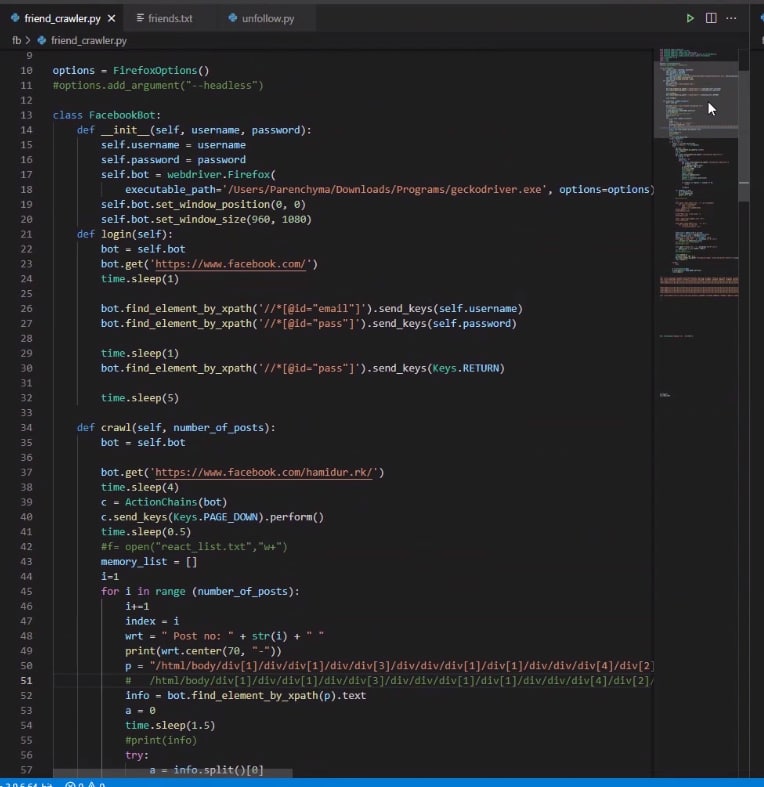 friend_crawler.py
friends.txt
unfollow.py
fb > friend_crawler.py
9
10 options = FirefoxOptions()
11 #options.add_argument("--headless")
12
13 class FacebookBot:
14 def __init__(self, username, password):
15 self.username = username
16 self.password = password
17 self.bot = webdriver.Firefox(
18 executable_path='/Users/Parenchyma/Downloads/Programs/geckodriver.exe', options=options)
19 self.bot.set_window_position(0, 0)
20 self.bot.set_window_size(960, 1080)
21 def login(self):
22 bot = self.bot
23 bot.get('https://www.facebook.com/')
24 time.sleep(1)
25
26 bot.find_element_by_xpath('//*[@id="email"]').send_keys(self.username)
27 bot.find_element_by_xpath('//*[@id="pass"]').send_keys(self.password)
28
29 time.sleep(1)
30 bot.find_element_by_xpath('//*[@id="pass"]').send_keys(Keys.RETURN)
31
32 time.sleep(5)
33
34 def crawl(self, number_of_posts):
35 bot = self.bot
36
37 bot.get('https://www.facebook.com/hamidur.rk/')
38 time.sleep(4)
39 c = ActionChains(bot)
40 c.send_keys(Keys.PAGE_DOWN).perform()
41 time.sleep(0.5)
42 #f= open("react_list.txt","w+")
43 memory_list = []
44 i=1
45 for i in range (number_of_posts):
46 i+=1
47 index = i
48 wrt = " Post no: " + str(i) + " "
49 print(wrt.center(70, "-"))
50 p = "/html/body/div[1]/div/div[1]/div/div[3]/div/div/div[1]/div[1]/div/div/div[4]/div[2]
51 # /html/body/div[1]/div/div[1]/div/div[3]/div/div/div[1]/div[1]/div/div/div[4]/div[2]/
52 info = bot.find_element_by_xpath(p).text
53 a = 0
54 time.sleep(1.5)
55 #print(info)
56 try:
57 a = info.split()[0]